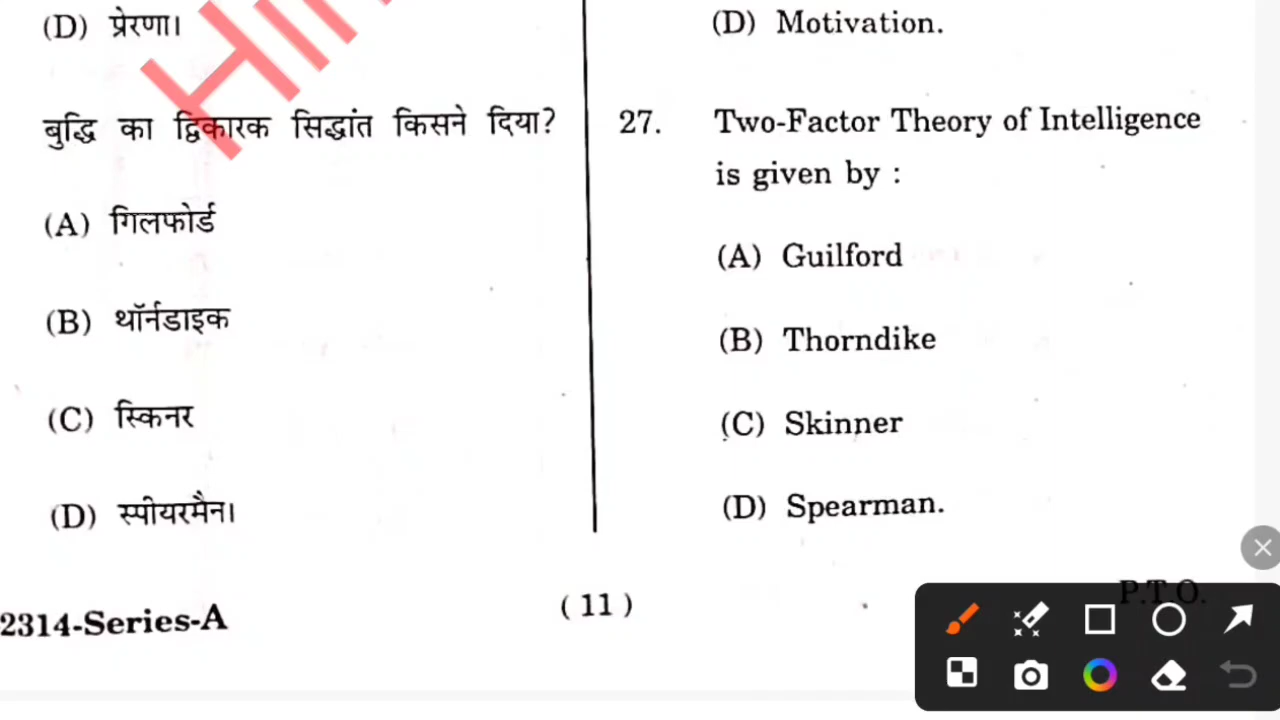 (D) प्रेरणा।
बुद्धि का द्विकारक सिद्धांत किसने दिया?
(A) गिलफोर्ड
(B) थॉर्नडाइक
(C) स्किनर
(D) स्पीयरमैन।
(D) Motivation.
27. Two-Factor Theory of Intelligence
is given by :
(A) Guilford
(B) Thorndike
(C) Skinner
(D) Spearman.
2314-Series-A
( 11 )
P.T.O.